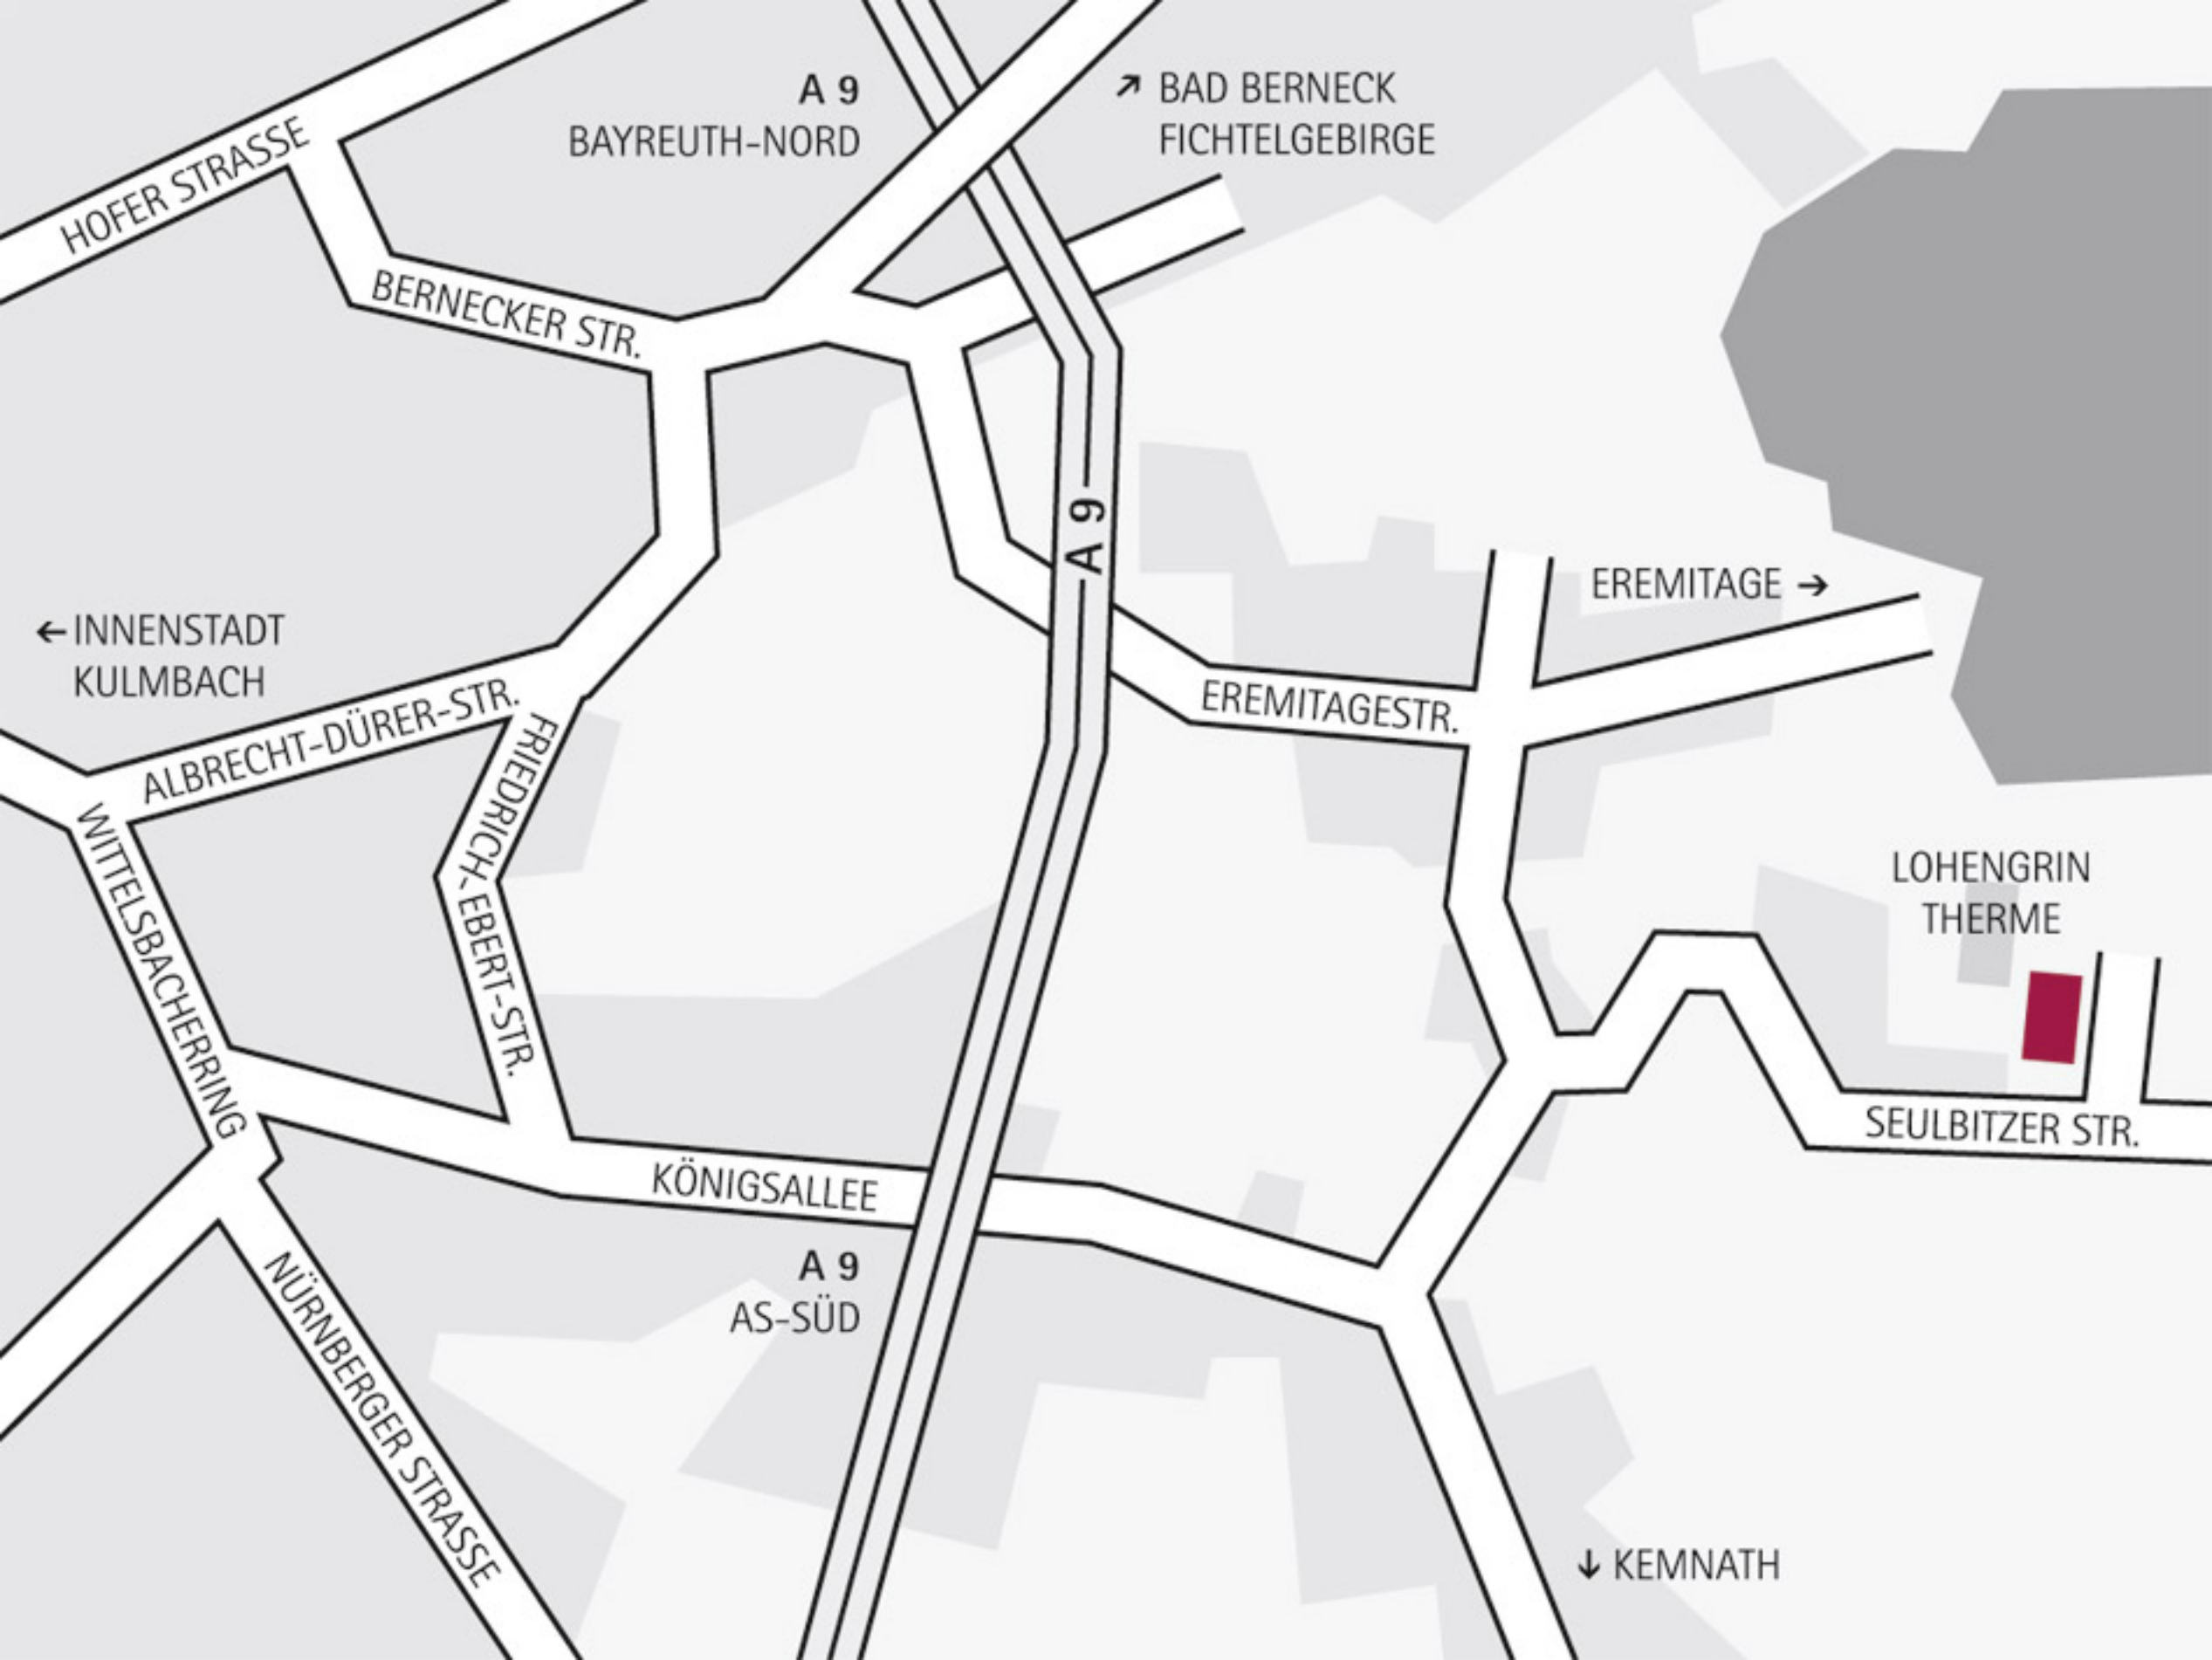 A 9
BAYREUTH-NORD
↗ BAD BERNECK
FICHTELGEBIRGE
HOFER STRASSE
BERNECKER STR.
A 9
EREMITAGE →
← INNENSTADT
KULMBACH
ALBRECHT-DÜRER-STR.
EREMITAGESTR.
FRIEDRICH-EBERT-STR.
WITTELSBACHERRING
LOHENGRIN
THERME
SEULBITZER STR.
KÖNIGSALLEE
A 9
AS-SÜD
NÜRNBERGER STRASSE
↓ KEMNATH